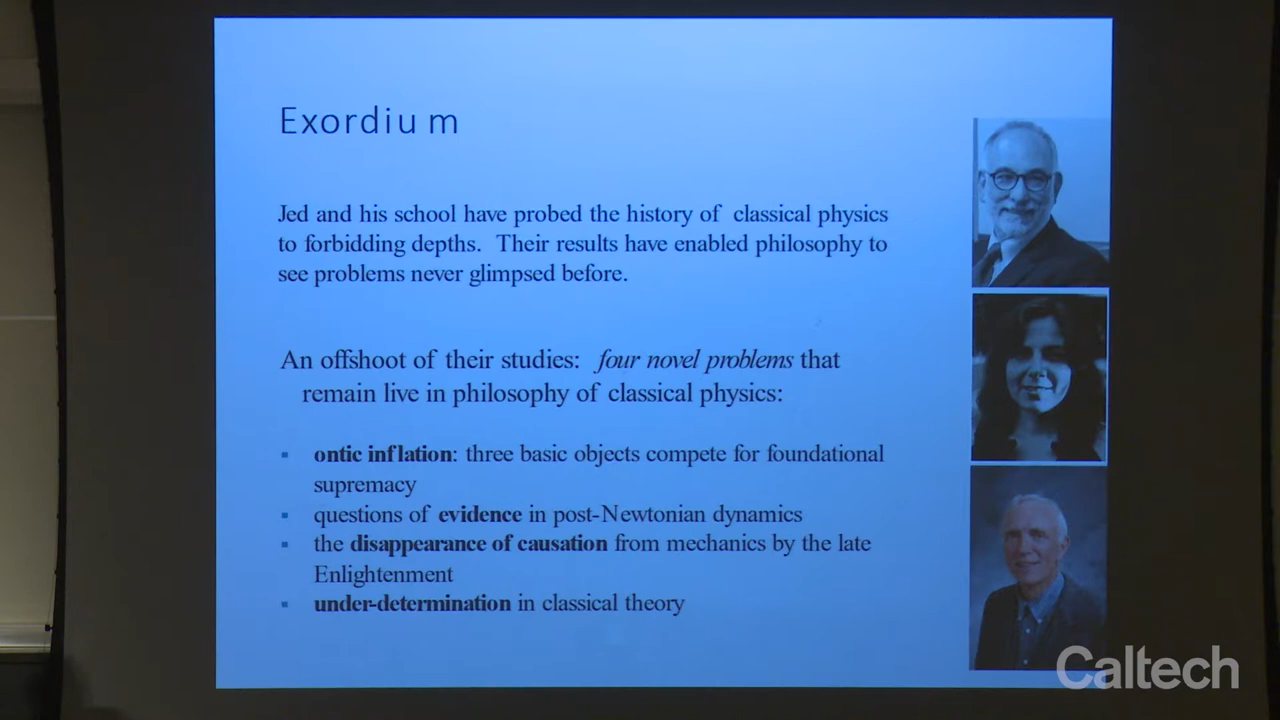 Exordium
Jed and his school have probed the history of classical physics
to forbidding depths. Their results have enabled philosophy to
see problems never glimpsed before.
An offshoot of their studies: four novel problems that
remain live in philosophy of classical physics:
▪ ontic inflation: three basic objects compete for foundational
supremacy
▪ questions of evidence in post-Newtonian dynamics
▪ the disappearance of causation from mechanics by the late
Enlightenment
▪ under-determination in classical theory
Caltech